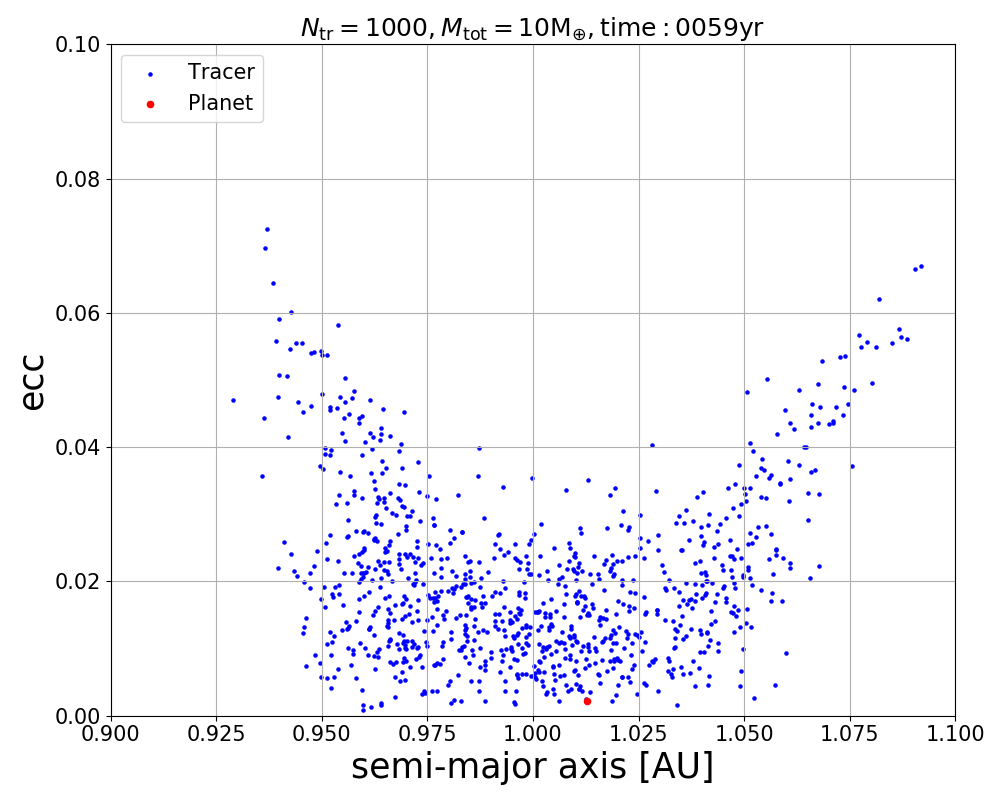 N_tr = 1000, M_tot = 10M_⊕, time : 0059yr
0.10
Tracer
Planet
0.08
0.06
ecc
0.04
0.02
0.00
0.900 0.925 0.950 0.975 1.000 1.025 1.050 1.075 1.100
semi-major axis [AU]